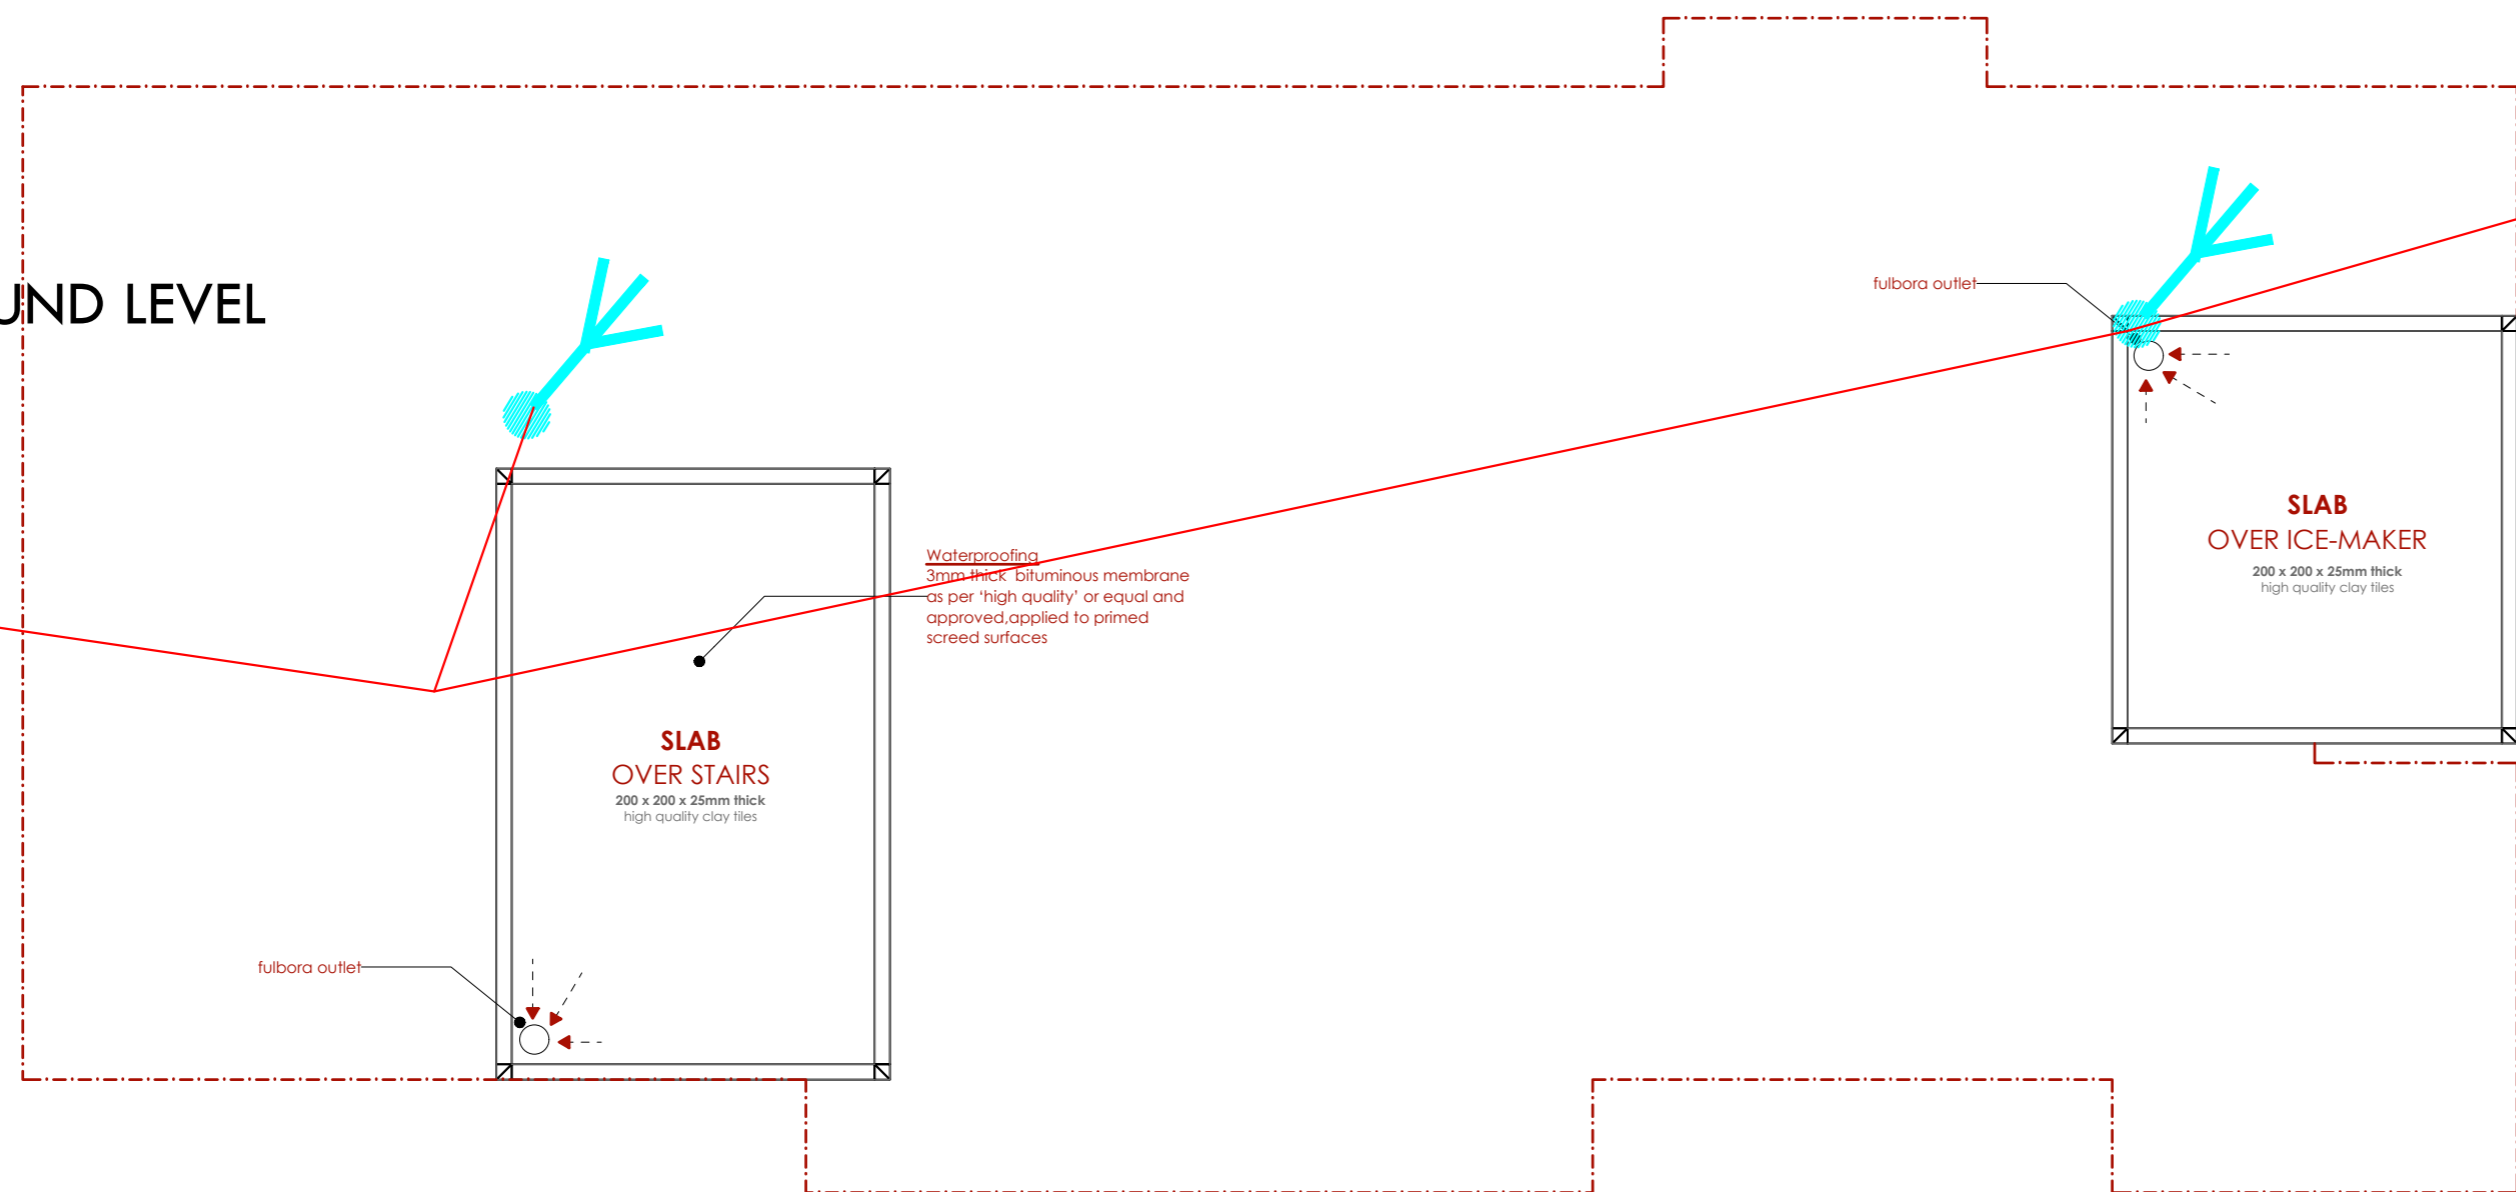 UND LEVEL
fulbora outlet
Waterproofing
3mm thick bituminous membrane
as per ‘high quality’ or equal and
approved,applied to primed
screed surfaces
SLAB
OVER ICE-MAKER
200 x 200 x 25mm thick
high quality clay tiles
SLAB
OVER STAIRS
200 x 200 x 25mm thick
high quality clay tiles
fulbora outlet